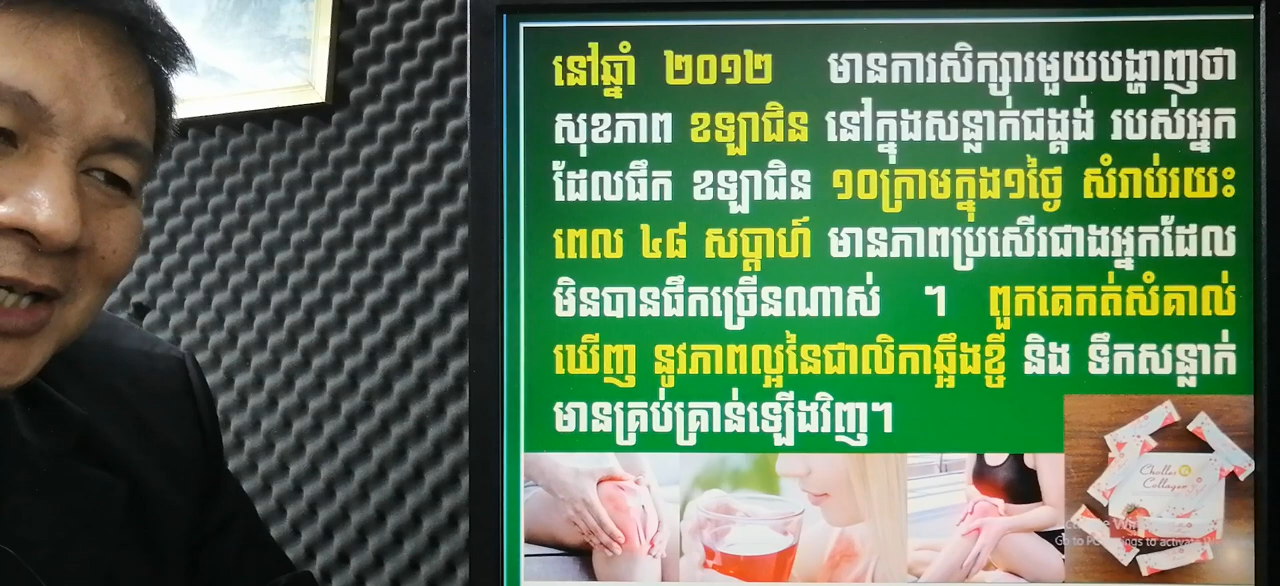 នៅឆ្នាំ ២០១២ មានការសិក្សារមួយបង្ហាញថា
សុខភាព ខឡាជិន នៅក្នុងសន្លាក់ជង្គង់ របស់អ្នក
ដែលផឹក ខឡាជិន ១០ក្រាមក្នុង១ថ្ងៃ សំរាប់រយះ
ពេល ៤៨ សប្តាហ៍ មានភាពប្រសើរជាងអ្នកដែល
មិនបានផឹកច្រើនណាស់ ។ ពួកគេកត់សំគាល់
ឃើញ នូវភាពល្អនៃជាលិកាឆ្អឹងខ្ចី និង ទឹកសន្លាក់
មានគ្រប់គ្រាន់ឡើងវិញ។
Collagen
Go to PC settings to activate